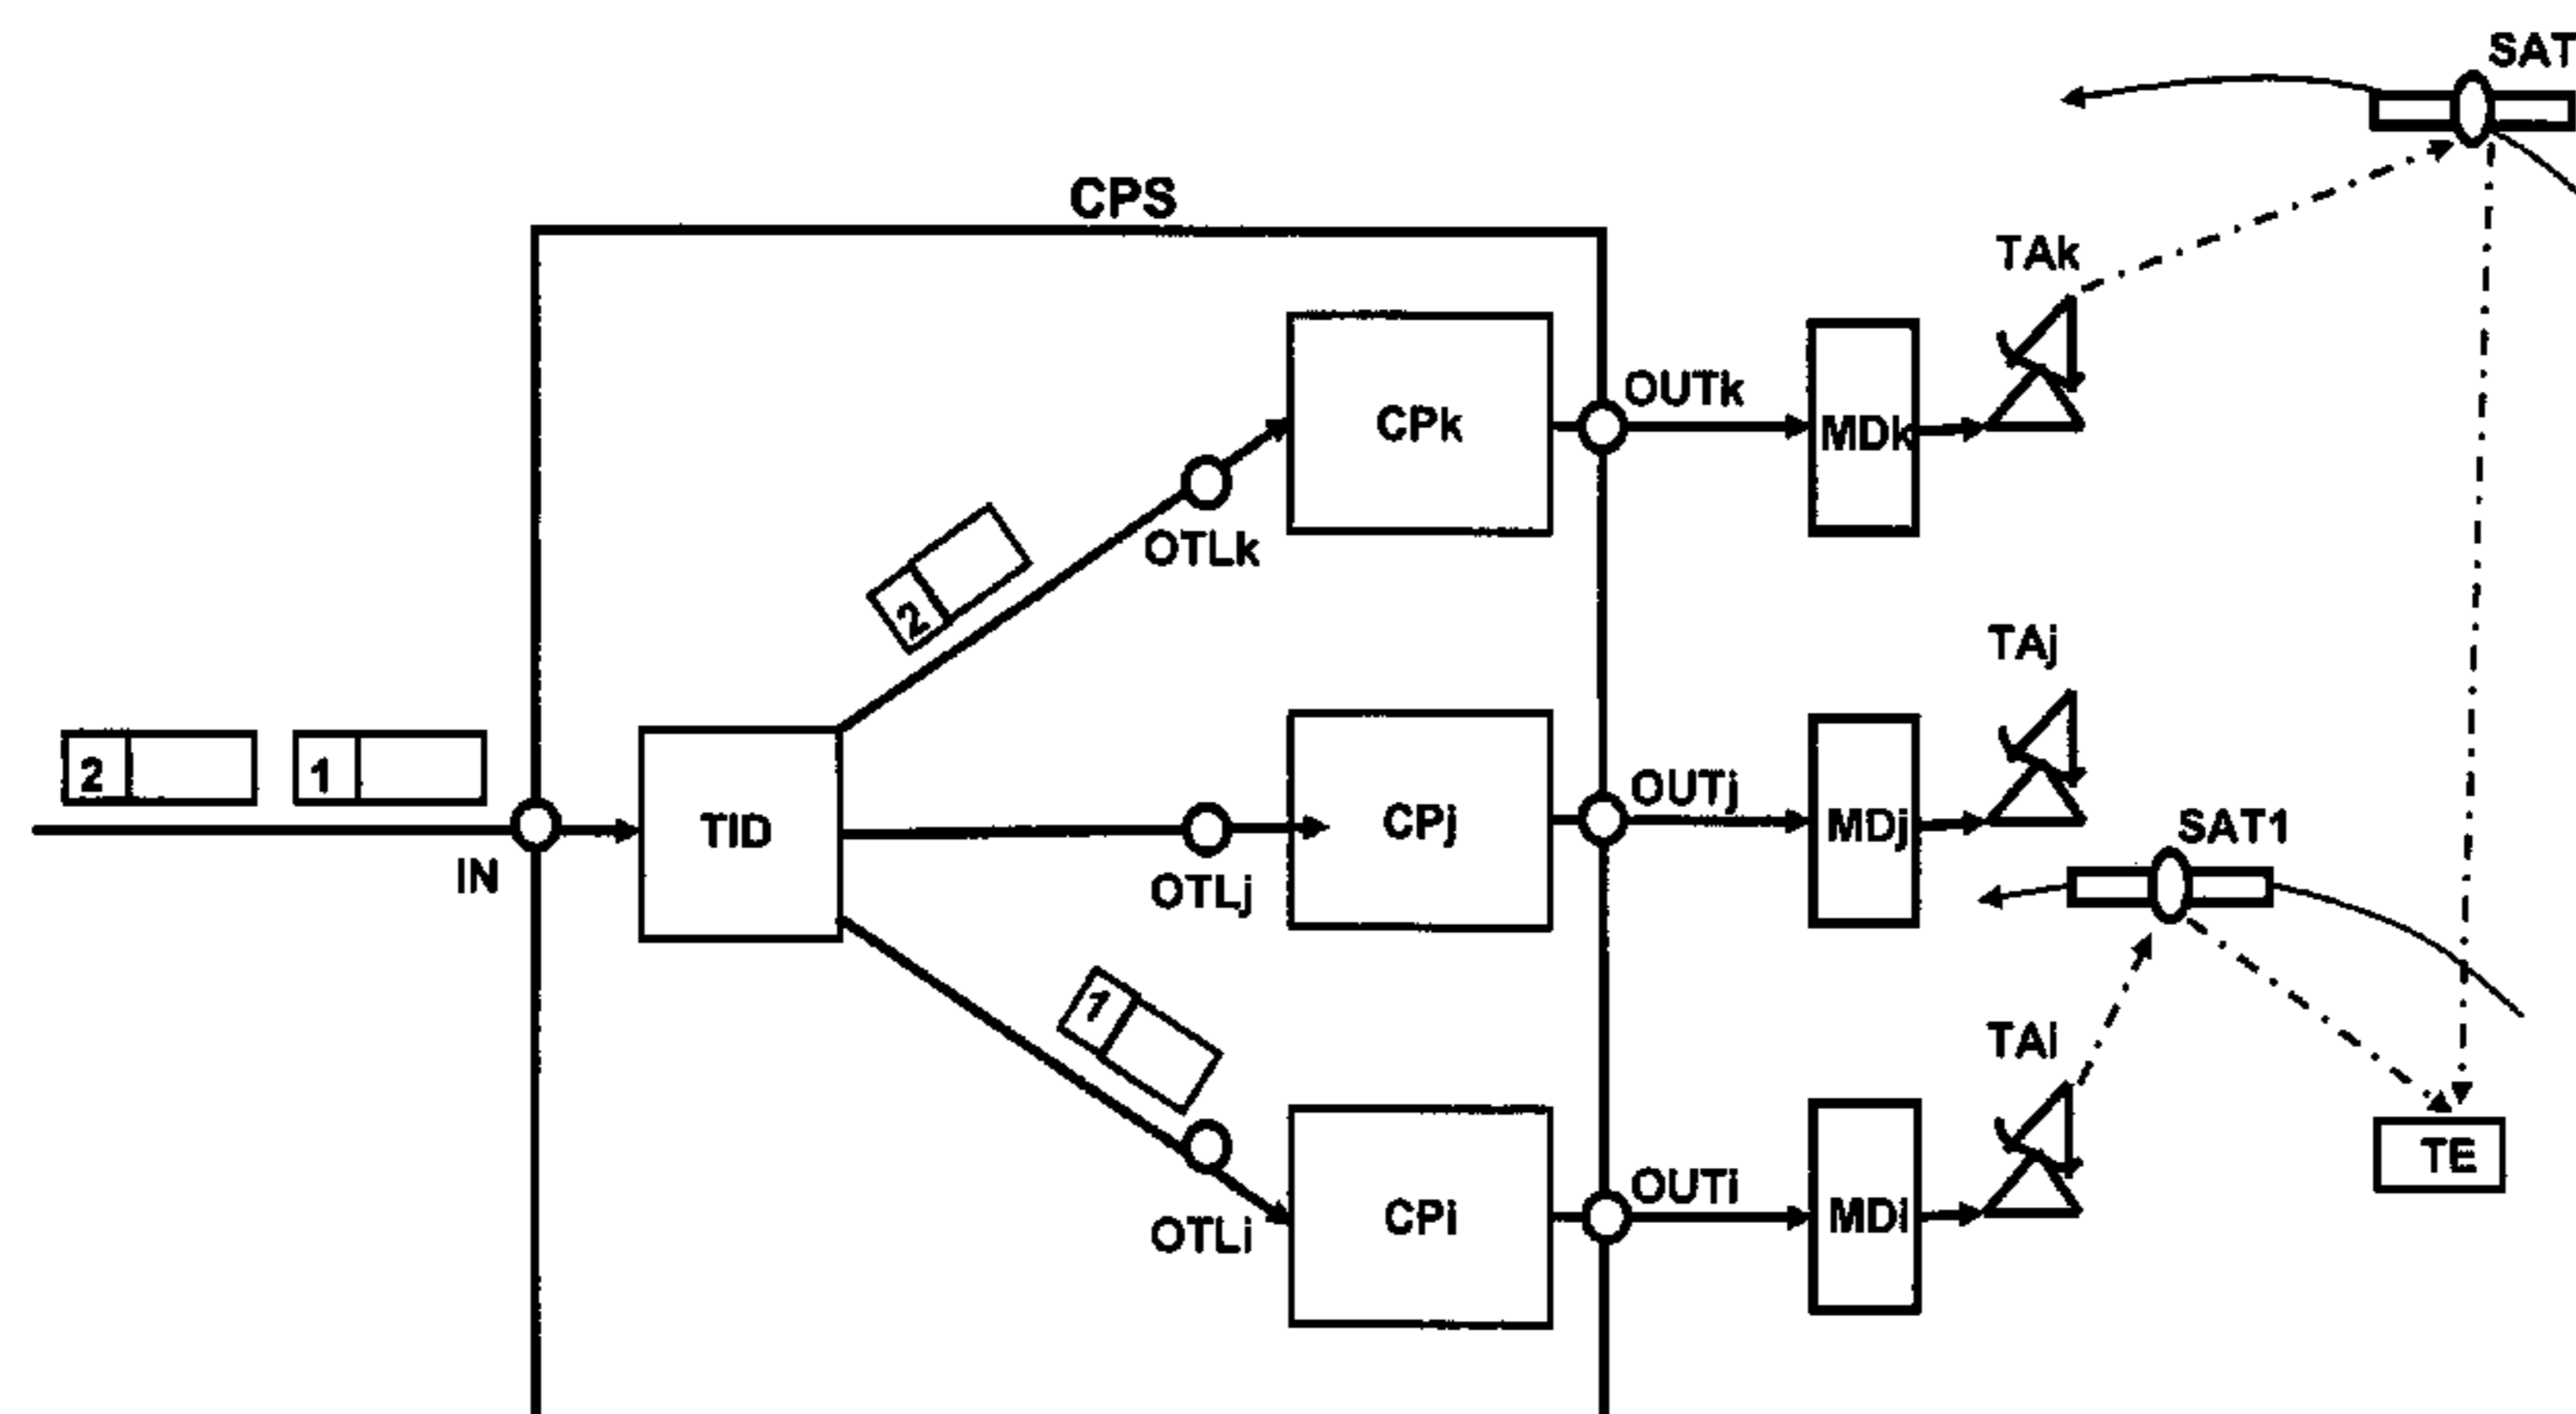 SAT
CPS
TAk
OUTk
CPk
MDk
OTLk
2
TAj
2
1
OUTj
SAT1
TID
CPj
MDj
IN
OTLj
1
TAi
TE
OUTi
CPi
MDi
OTLi